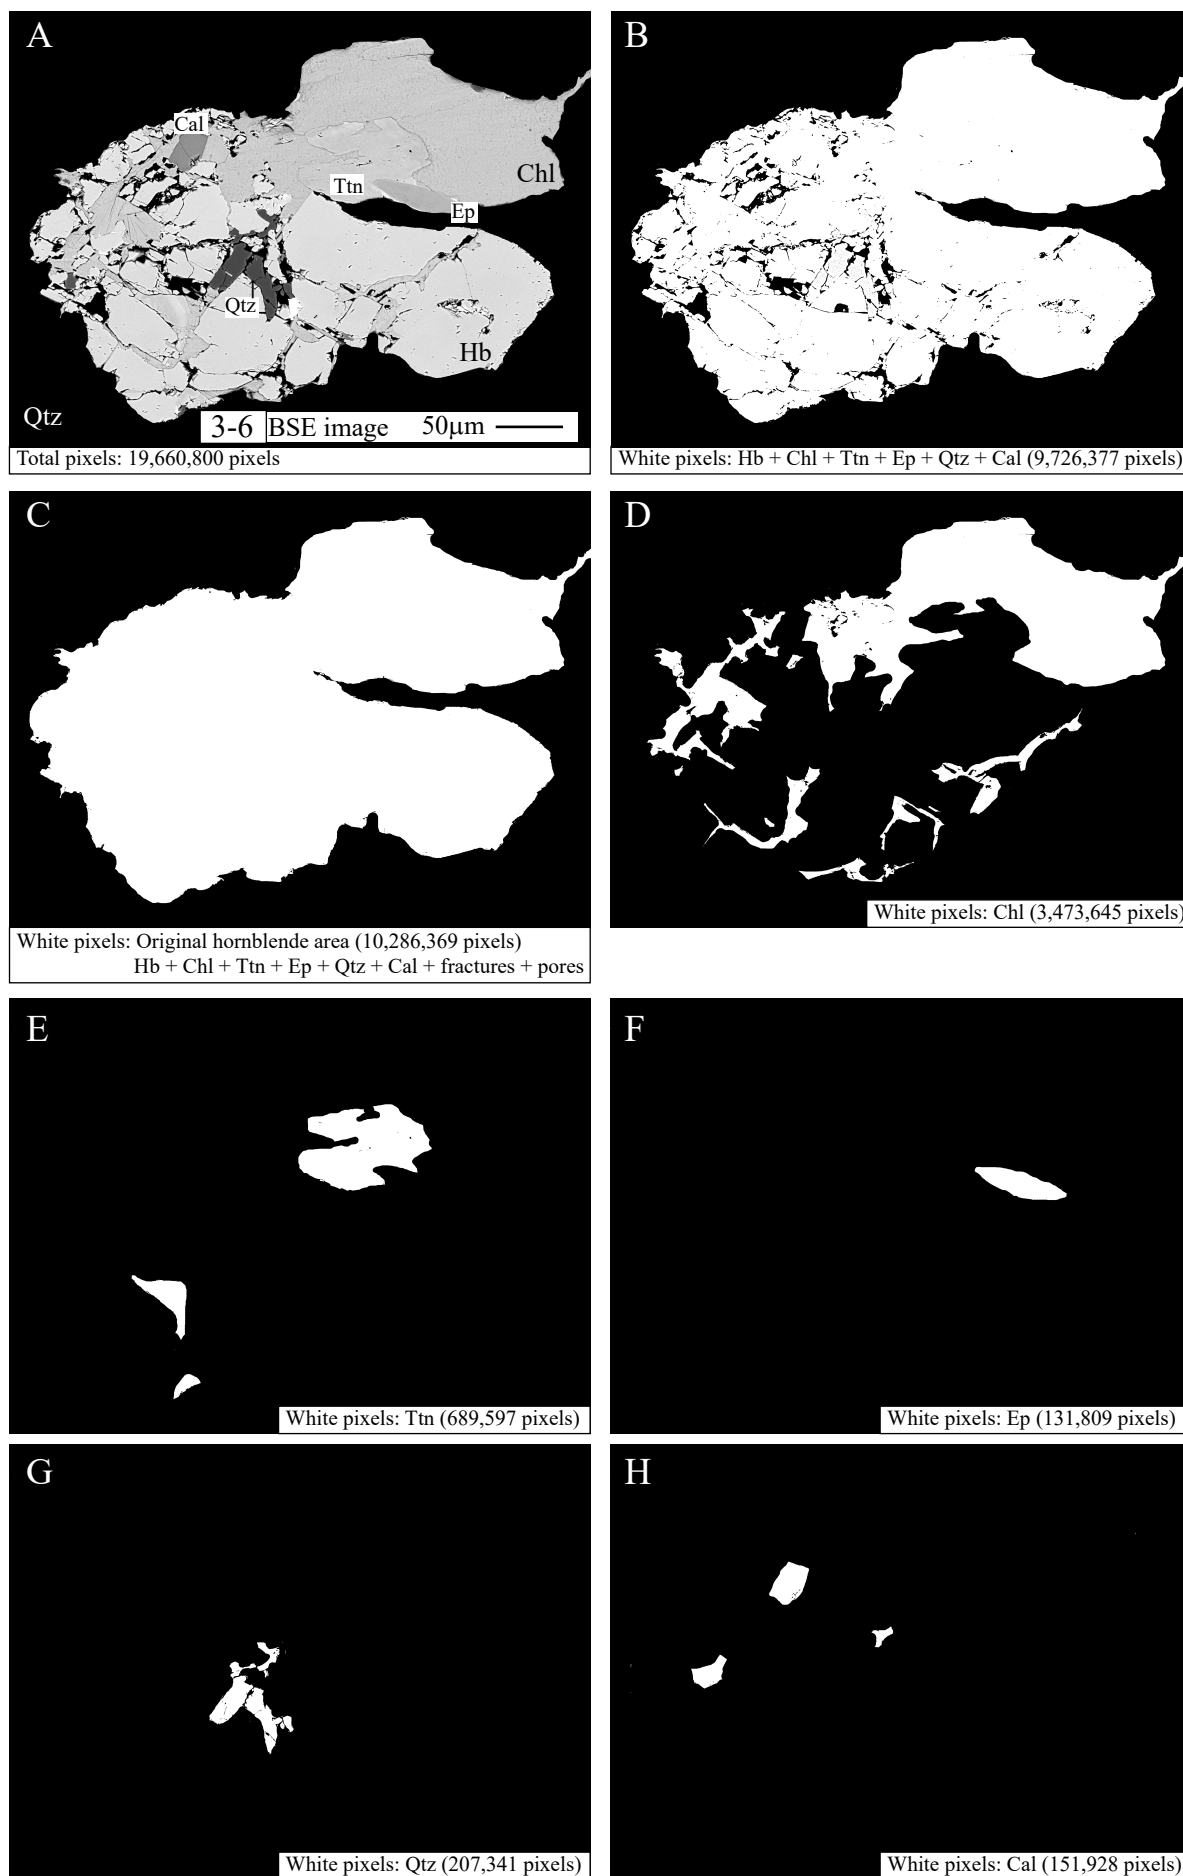 A
Cal
Ttn
Chl
Ep
Qtz
Hb
Qtz
3-6 BSE image 50μm
Total pixels: 19,660,800 pixels
B
White pixels: Hb + Chl + Ttn + Ep + Qtz + Cal (9,726,377 pixels)
C
White pixels: Original hornblende area (10,286,369 pixels)
Hb + Chl + Ttn + Ep + Qtz + Cal + fractures + pores
D
White pixels: Chl (3,473,645 pixels)
E
White pixels: Ttn (689,597 pixels)
F
White pixels: Ep (131,809 pixels)
G
White pixels: Qtz (207,341 pixels)
H
White pixels: Cal (151,928 pixels)